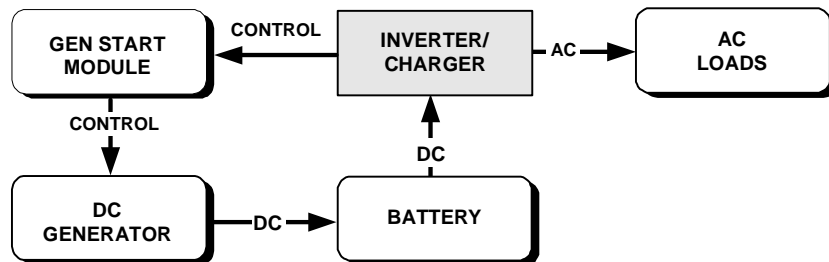 GEN START
MODULE
CONTROL
INVERTER/
CHARGER
AC
AC
LOADS
CONTROL
DC
DC
GENERATOR
DC
BATTERY